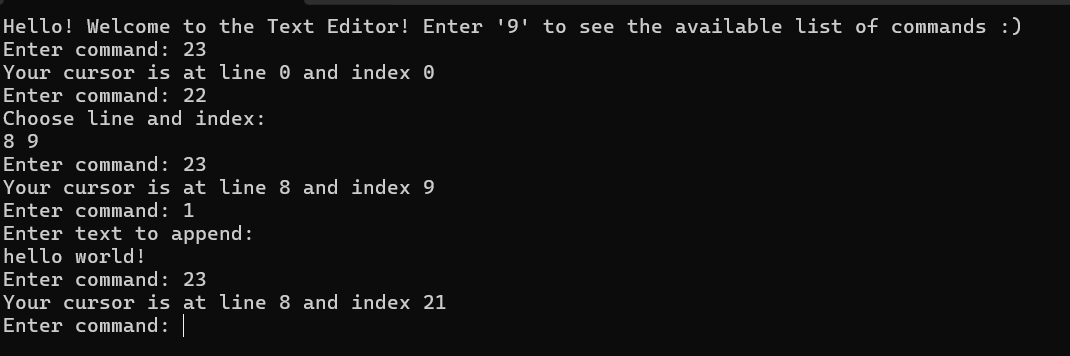 Hello! Welcome to the Text Editor! Enter '9' to see the available list of commands :)
Enter command: 23
Your cursor is at line 0 and index 0
Enter command: 22
Choose line and index:
8 9
Enter command: 23
Your cursor is at line 8 and index 9
Enter command: 1
Enter text to append:
hello world!
Enter command: 23
Your cursor is at line 8 and index 21
Enter command: